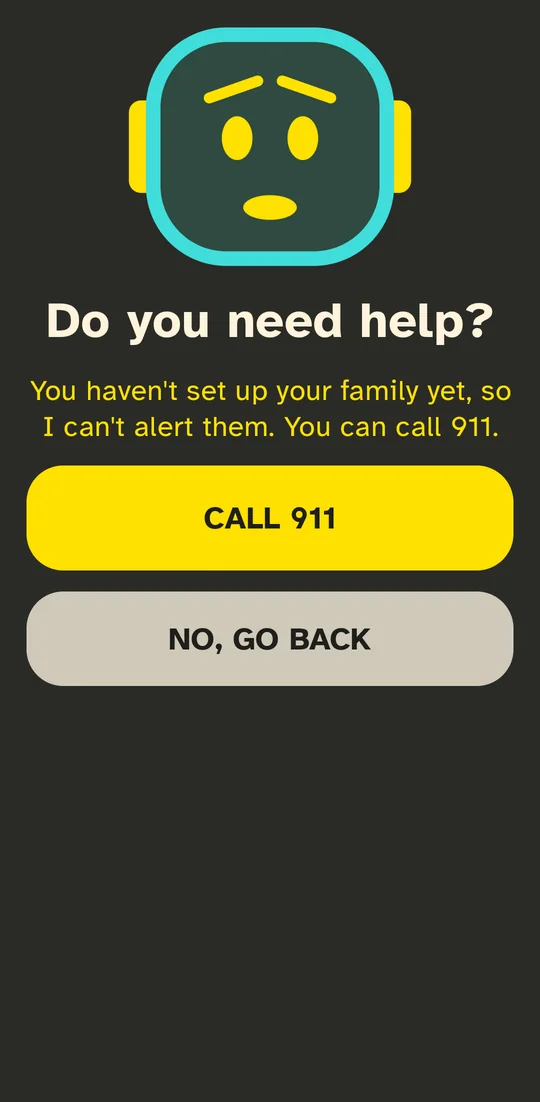 Do you need help?
You haven't set up your family yet, so
I can't alert them. You can call 911.
CALL 911
NO, GO BACK